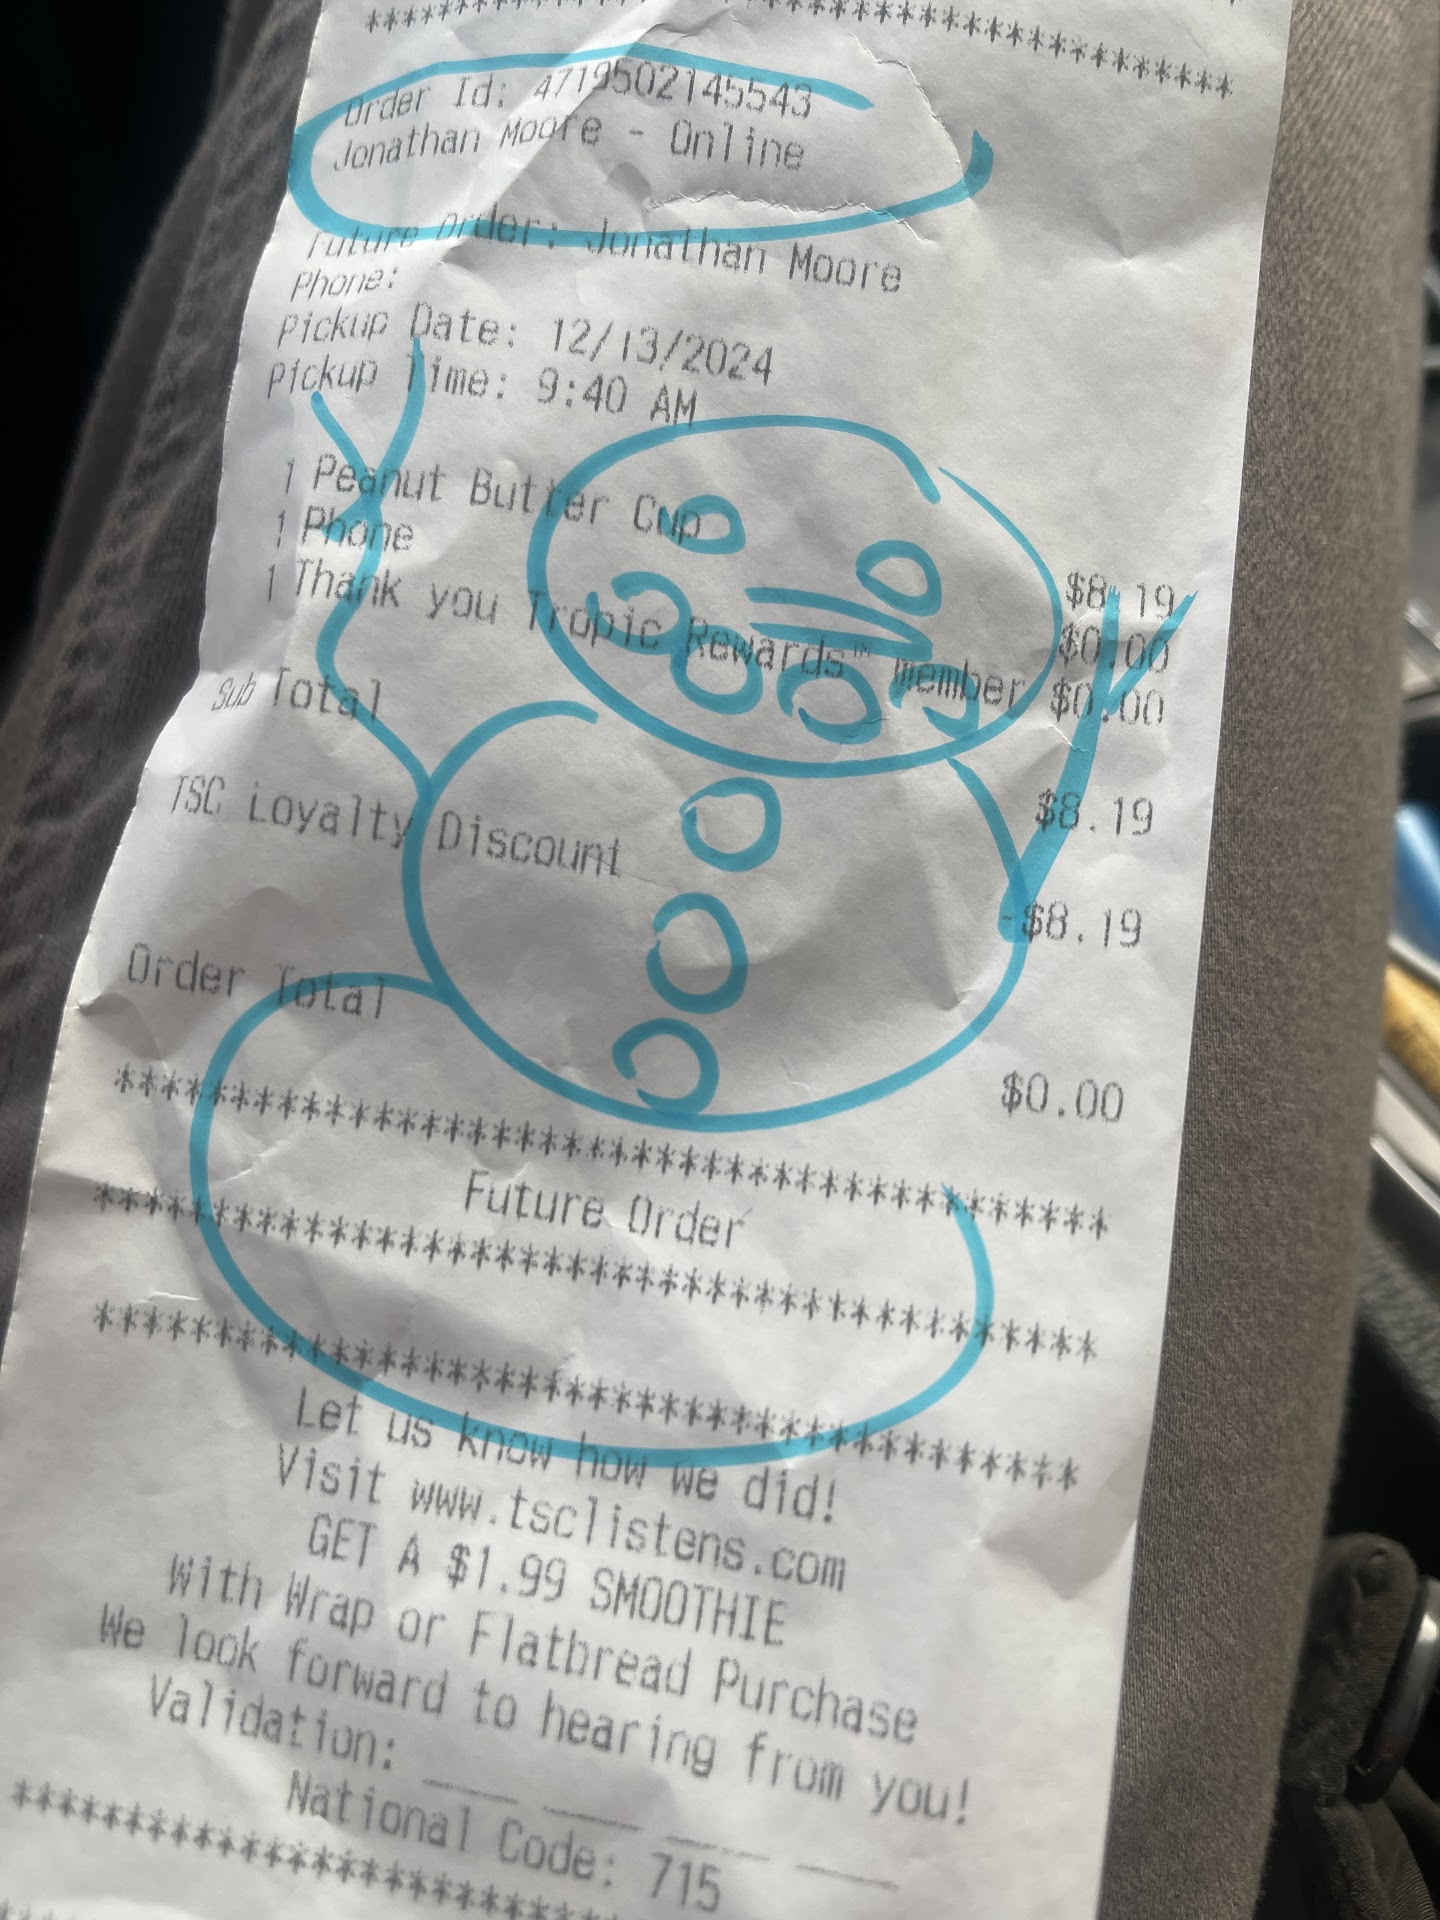 ****************************************
Order Id: 4719502145543
Jonathan Moore - Online
Future Order: Jonathan Moore
Phone:
Pickup Date: 12/13/2024
Pickup Time: 9:40 AM
1 Peanut Butter Cup $8.19
1 Phone $0.00
1 Thank you Tropic Rewards™ member $0.00
Sub Total $8.19
TSC Loyalty Discount -$8.19
Order Total $0.00
******************************************
Future Order
******************************************
******************************************
Let us know how we did!
Visit www.tsclistens.com
GET A $1.99 SMOOTHIE
With Wrap or Flatbread Purchase
We look forward to hearing from you!
Validation: ____ ____ ____ ____
National Code: 715
******************************************